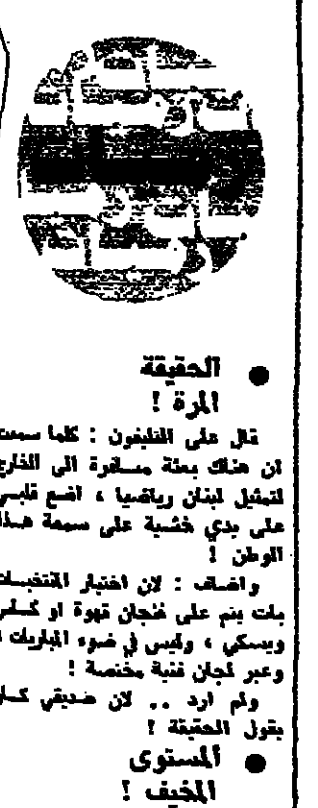 الحقيقة
المرة !
قال على التليفون : كلما سمعت
ان هناك بعثة مسافرة الى الخارج
لتمثيل لبنان رياضيا ، اضع قلبي
على يدي خشية على سمعة هذا
الوطن !
واضاف : لان اختيار المنتخبات
بات يتم على فنجان قهوة او كاس
ويسكي ، وليس في ضوء المباريات
وعبر لجان فنية مختصة !
ولم ارد .. لان صديقي كان
يقول الحقيقة !
المستوى
المخيف !